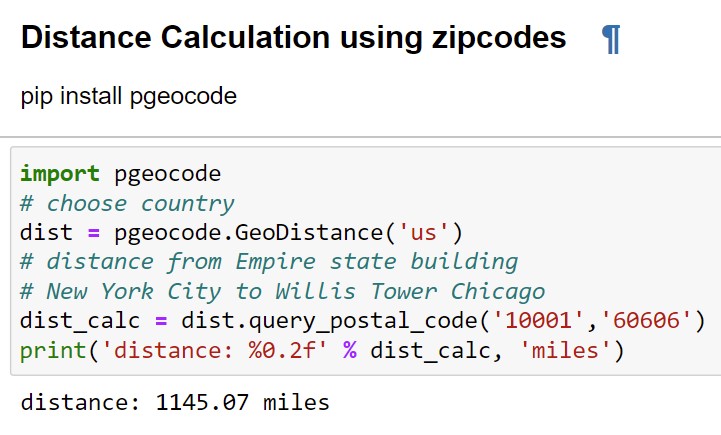 Distance Calculation using zipcodes ¶
pip install pgeocode
import pgeocode
# choose country
dist = pgeocode.GeoDistance('us')
# distance from Empire state building
# New York City to Willis Tower Chicago
dist_calc = dist.query_postal_code('10001','60606')
print('distance: %0.2f' % dist_calc, 'miles')
distance: 1145.07 miles